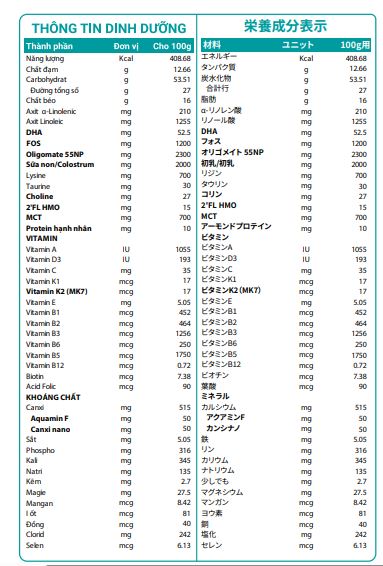 THÔNG TIN DINH DƯỠNG
Thành phần Đơn vị Cho 100g
Năng lượng Kcal 408.68
Chất đạm g 12.66
Carbohydrat g 53.51
Đường tổng số g 27
Chất béo g 16
Axit α-Linolenic mg 210
Axit Linoleic mg 1255
DHA mg 52.5
FOS mg 1200
Oligomate 55NP mg 2300
Sữa non/Colostrum mg 2000
Lysine mg 700
Taurine mg 30
Choline mg 27
2'FL HMO mg 15
MCT mg 700
Protein hạnh nhân mg 10
VITAMIN
Vitamin A IU 1055
Vitamin D3 IU 193
Vitamin C mg 35
Vitamin K1 mcg 17
Vitamin K2 (MK7) mcg 17
Vitamin E mg 5.05
Vitamin B1 mcg 452
Vitamin B2 mcg 464
Vitamin B3 mcg 1256
Vitamin B6 mcg 250
Vitamin B5 mcg 1750
Vitamin B12 mcg 0.72
Biotin mcg 7.38
Acid Folic mcg 90
KHOÁNG CHẤT
Canxi mg 515
Aquamin F mg 50
Canxi nano mg 50
Sắt mg 5.05
Phospho mg 316
Kali mg 345
Natri mg 135
Kẽm mg 2.7
Magie mg 27.5
Mangan mcg 8.42
I ốt mcg 81
Đồng mcg 40
Clorid mg 242
Selen mcg 6.13
栄養成分表示
材料 ユニット 100g用
エネルギー Kcal 408.68
タンパク質 g 12.66
炭水化物 g 53.51
合計行 g 27
脂肪 g 16
α-リノレン酸 mg 210
リノール酸 mg 1255
DHA mg 52.5
フォス mg 1200
オリゴメイト 55NP mg 2300
初乳/初乳 mg 2000
リジン mg 700
タウリン mg 30
コリン mg 27
2'FL HMO mg 15
MCT mg 700
アーモンドプロテイン mg 10
ビタミン
ビタミンA IU 1055
ビタミンD3 IU 193
ビタミンC mg 35
ビタミンK1 mcg 17
ビタミンK2 (MK7) mcg 17
ビタミンE mg 5.05
ビタミンB1 mcg 452
ビタミンB2 mcg 464
ビタミンB3 mcg 1256
ビタミンB6 mcg 250
ビタミンB5 mcg 1750
ビタミンB12 mcg 0.72
ビオチン mcg 7.38
葉酸 mcg 90
ミネラル
カルシウム mg 515
アクアミンF mg 50
カンシナノ mg 50
鉄 mg 5.05
リン mg 316
カリウム mg 345
ナトリウム mg 135
少しでも mg 2.7
マグネシウム mg 27.5
マンガン mcg 8.42
ヨウ素 mcg 81
銅 mcg 40
塩化 mg 242
セレン mcg 6.13